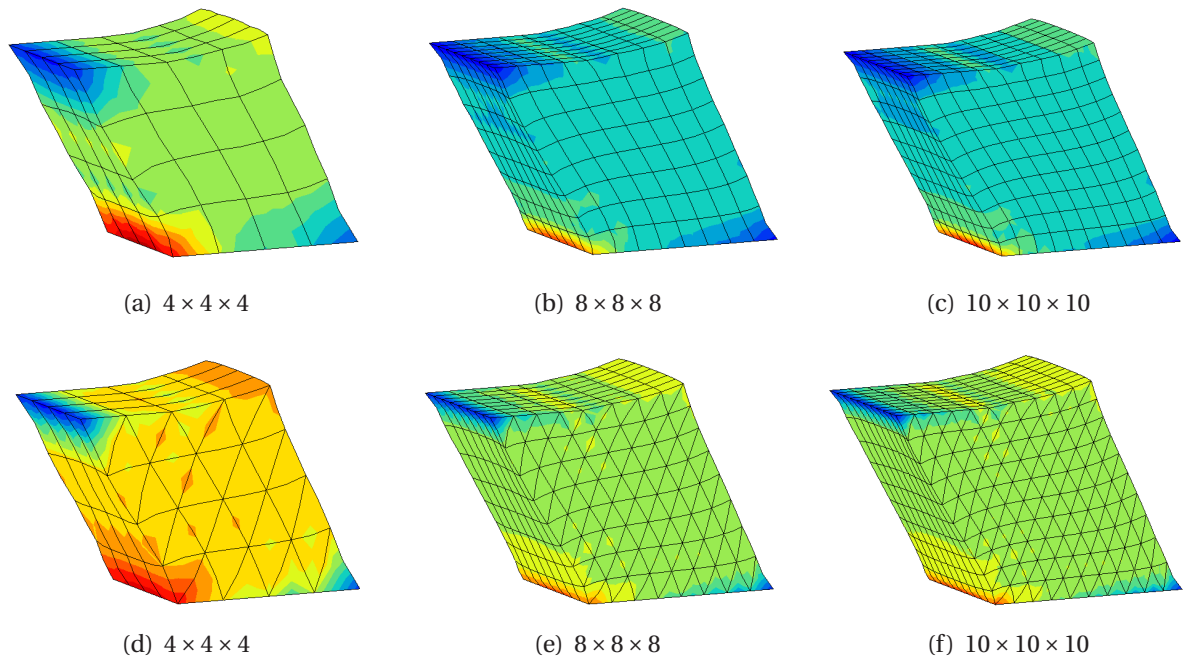 (a) 4 × 4 × 4
(b) 8 × 8 × 8
(c) 10 × 10 × 10
(d) 4 × 4 × 4
(e) 8 × 8 × 8
(f) 10 × 10 × 10